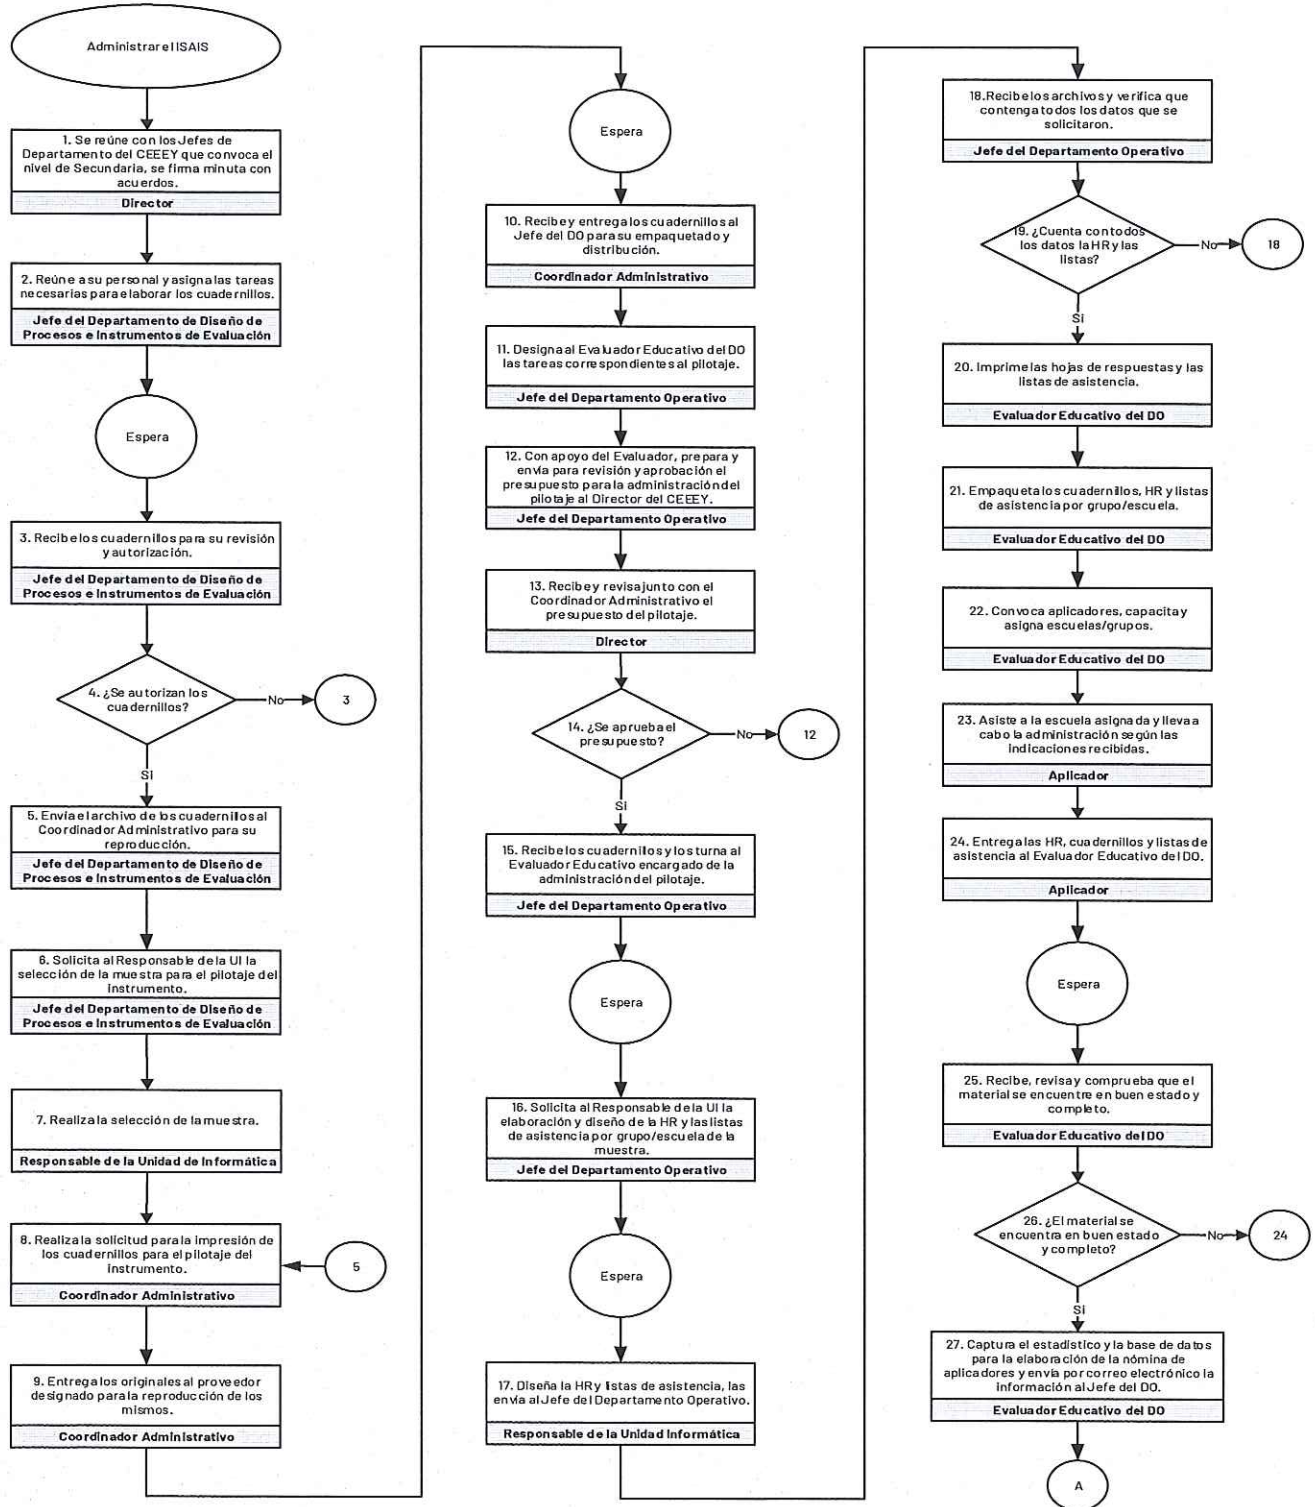 Administrar el ISAIS
1. Se reúne con los Jefes de
Departamento del CEEEY que convoca el
nivel de Secundaria, se firma minuta con
acuerdos.
Director
2. Reúne a su personal y asigna las tareas
necesarias para elaborar los cuadernillos.
Jefe del Departamento de Diseño de
Procesos e Instrumentos de Evaluación
Espera
3. Recibe los cuadernillos para su revisión
y autorización.
Jefe del Departamento de Diseño de
Procesos e Instrumentos de Evaluación
4. ¿Se autorizan los
cuadernillos?
No
3
Si
5. Envía el archivo de los cuadernillos al
Coordinador Administrativo para su
reproducción.
Jefe del Departamento de Diseño de
Procesos e Instrumentos de Evaluación
6. Solicita al Responsable de la UI la
selección de la muestra para el pilotaje del
instrumento.
Jefe del Departamento de Diseño de
Procesos e Instrumentos de Evaluación
7. Realiza la selección de la muestra.
Responsable de la Unidad de Informática
8. Realiza la solicitud para la impresión de
los cuadernillos para el pilotaje del
instrumento.
Coordinador Administrativo
5
9. Entrega los originales al proveedor
designado para la reproducción de los
mismos.
Coordinador Administrativo
Espera
10. Recibe y entrega los cuadernillos al
Jefe del DO para su empaquetado y
distribución.
Coordinador Administrativo
11. Designa al Evaluador Educativo del DO
las tareas correspondientes al pilotaje.
Jefe del Departamento Operativo
12. Con apoyo del Evaluador, prepara y
envía para revisión y aprobación el
presupuesto para la administración del
pilotaje al Director del CEEEY.
Jefe del Departamento Operativo
13. Recibe y revisa junto con el
Coordinador Administrativo el
presupuesto del pilotaje.
Director
14. ¿Se aprueba el
presupuesto?
No
12
Si
15. Recibe los cuadernillos y los turna al
Evaluador Educativo encargado de la
administración del pilotaje.
Jefe del Departamento Operativo
Espera
16. Solicita al Responsable de la UI la
elaboración y diseño de la HR y las listas
de asistencia por grupo/escuela de la
muestra.
Jefe del Departamento Operativo
Espera
17. Diseña la HR y listas de asistencia, las
envía al Jefe del Departamento Operativo.
Responsable de la Unidad Informática
18. Recibe los archivos y verifica que
contenga todos los datos que se
solicitaron.
Jefe del Departamento Operativo
19. ¿Cuenta con todos
los datos la HR y las
listas?
No
18
Si
20. Imprime las hojas de respuestas y las
listas de asistencia.
Evaluador Educativo del DO
21. Empaqueta los cuadernillos, HR y listas
de asistencia por grupo/escuela.
Evaluador Educativo del DO
22. Convoca aplicadores, capacita y
asigna escuelas/grupos.
Evaluador Educativo del DO
23. Asiste a la escuela asignada y lleva a
cabo la administración según las
indicaciones recibidas.
Aplicador
24. Entrega las HR, cuadernillos y listas de
asistencia al Evaluador Educativo del DO.
Aplicador
Espera
25. Recibe, revisa y comprueba que el
material se encuentre en buen estado y
completo.
Evaluador Educativo del DO
26. ¿El material se
encuentra en buen estado
y completo?
No
24
Si
27. Captura el estadístico y la base de datos
para la elaboración de la nómina de
aplicadores y envía por correo electrónico la
información al Jefe del DO.
Evaluador Educativo del DO
A